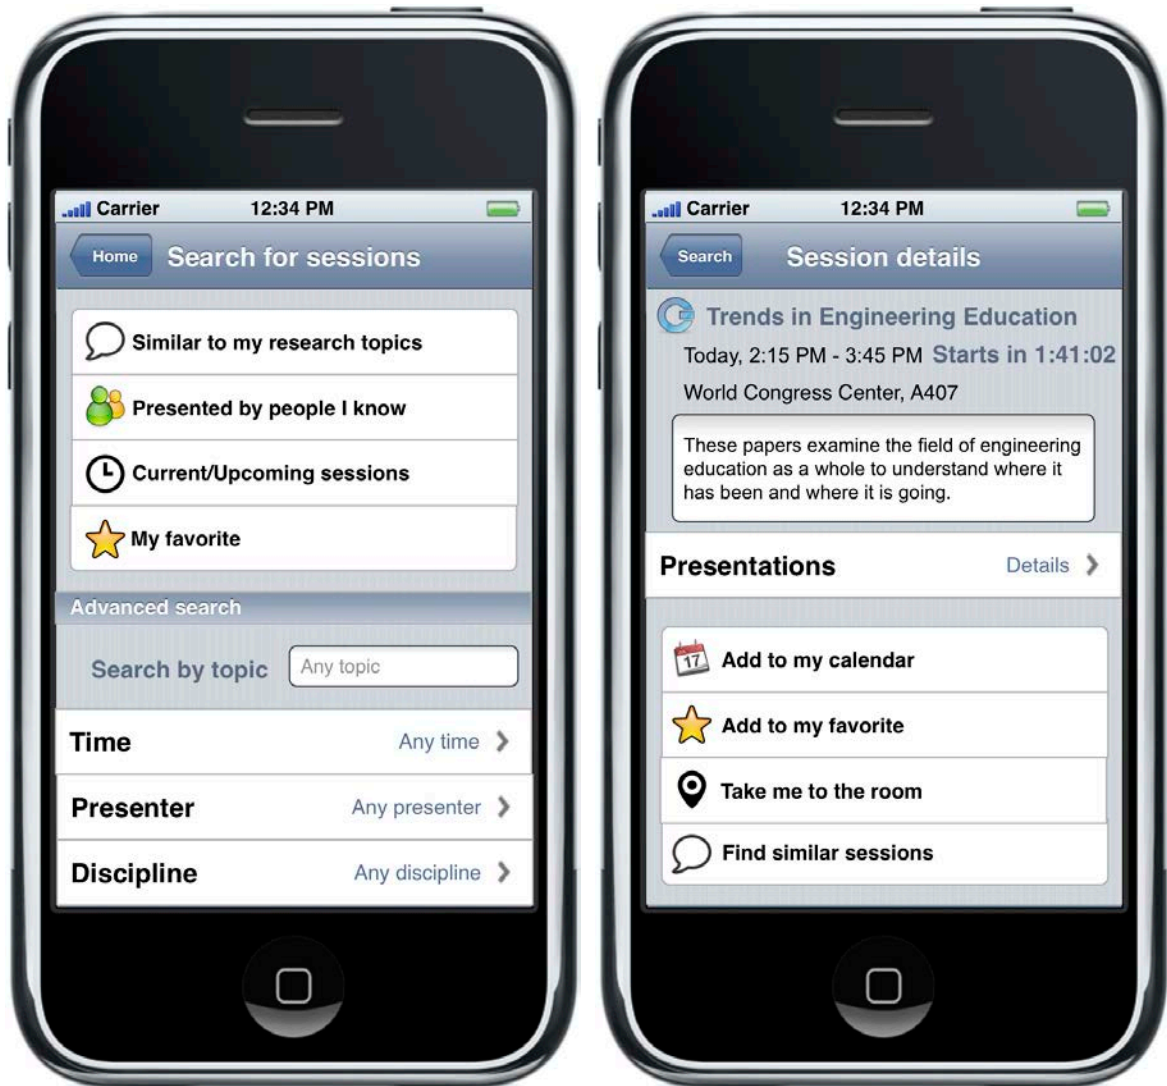 Carrier 12:34 PM
Home Search for sessions
Similar to my research topics
Presented by people I know
Current/Upcoming sessions
My favorite
Advanced search
Search by topic Any topic
Time Any time
Presenter Any presenter
Discipline Any discipline
Carrier 12:34 PM
Search Session details
Trends in Engineering Education
Today, 2:15 PM - 3:45 PM Starts in 1:41:02
World Congress Center, A407
These papers examine the field of engineering
education as a whole to understand where it
has been and where it is going.
Presentations Details
17 Add to my calendar
Add to my favorite
Take me to the room
Find similar sessions